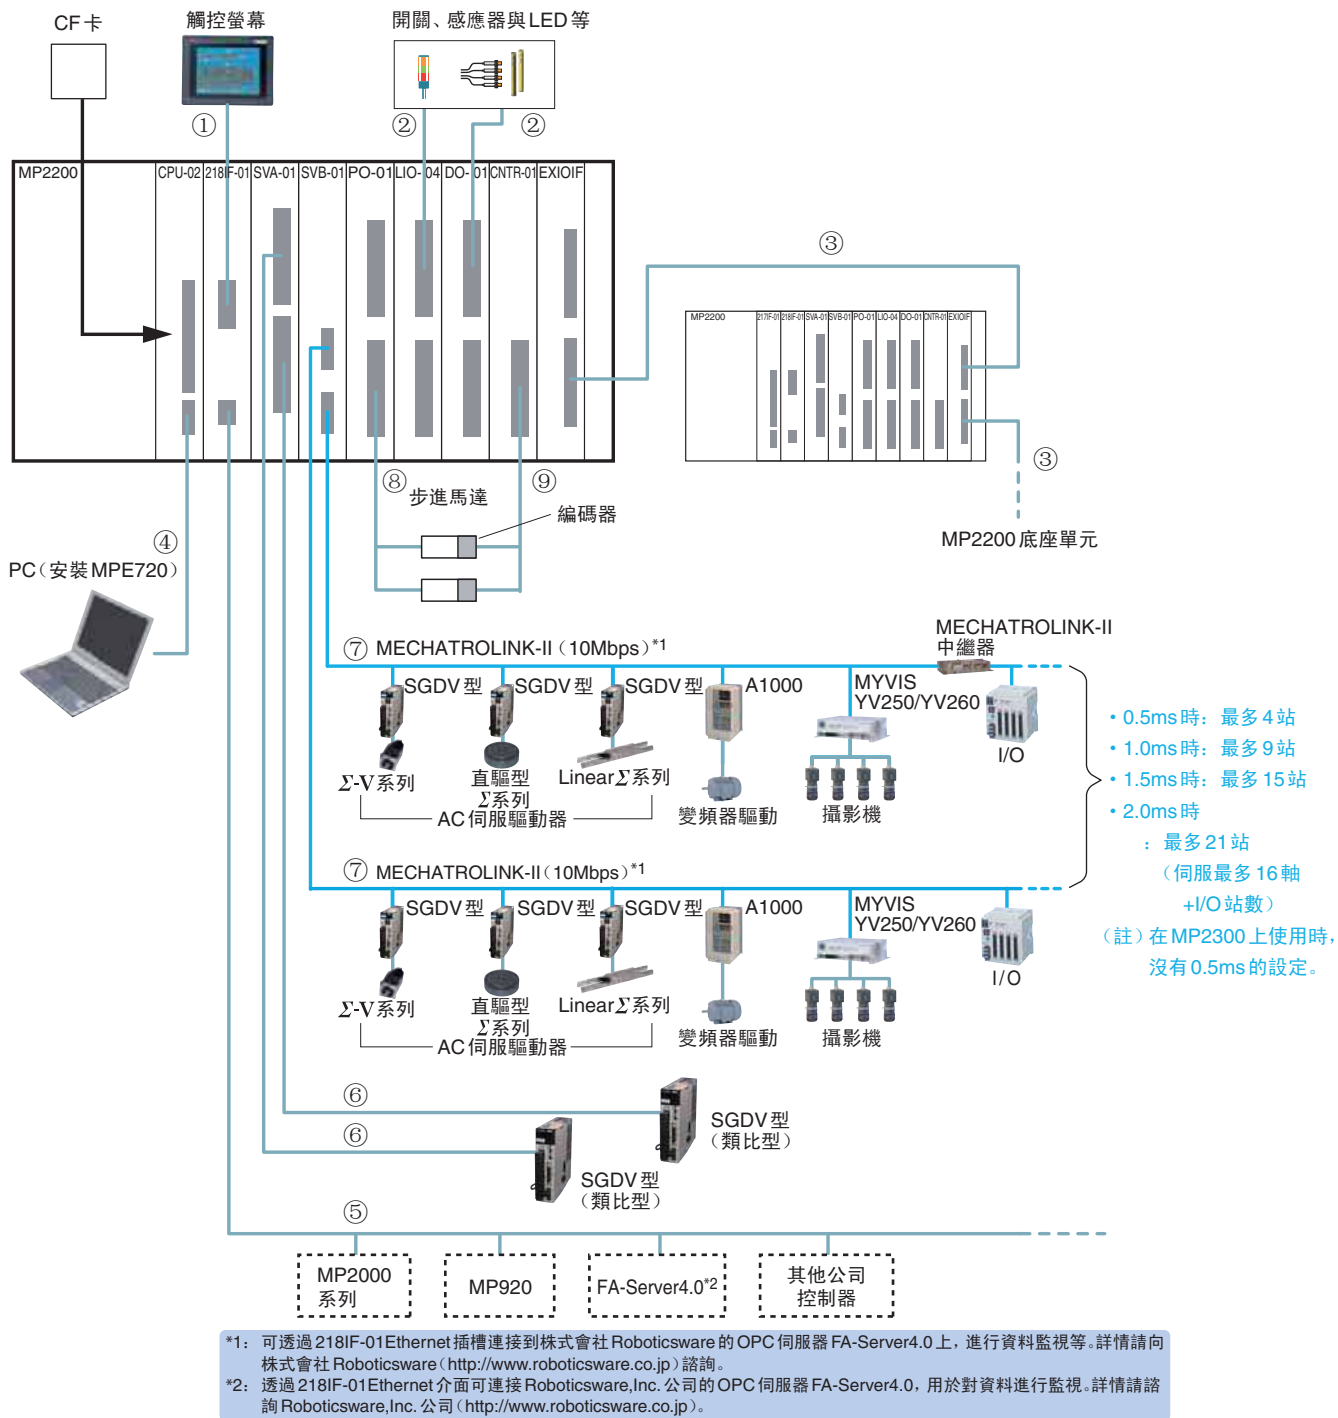 CF卡
觸控螢幕
開關、感應器與LED等
①
②
②
MP2200
CPU-02
218IF-01
SVA-01
SVB-01
PO-01
LIO-04
DO-01
CNTR-01
EXIOIF
③
MP2200
217IF-01
218IF-01
SVA-01
SVB-01
PO-01
LIO-04
DO-01
CNTR-01
EXIOIF
③
MP2200底座單元
⑧
步進馬達
⑨
編碼器
④
PC（安裝MPE720）
⑦ MECHATROLINK-II（10Mbps）*1
MECHATROLINK-II
中繼器
SGDV型
SGDV型
SGDV型
A1000
MYVIS
YV250/YV260
I/O
Σ-V系列
直驅型
Σ系列
LinearΣ系列
AC伺服驅動器
變頻器驅動
攝影機
・0.5ms時：最多4站
・1.0ms時：最多9站
・1.5ms時：最多15站
・2.0ms時
：最多21站
（伺服最多16軸
+I/O站數）
（註）在MP2300上使用時，
沒有0.5ms的設定。
⑦ MECHATROLINK-II（10Mbps）*1
SGDV型
SGDV型
SGDV型
A1000
MYVIS
YV250/YV260
I/O
Σ-V系列
直驅型
Σ系列
LinearΣ系列
AC伺服驅動器
變頻器驅動
攝影機
⑥
SGDV型
（類比型）
⑥
SGDV型
（類比型）
⑤
MP2000
系列
MP920
FA-Server4.0*2
其他公司
控制器
*1：可透過218IF-01Ethernet插槽連接到株式會社Roboticsware的OPC伺服器FA-Server4.0上，進行資料監視等。詳情請向
株式會社Roboticsware（http://www.roboticsware.co.jp）諮詢。
*2：透過218IF-01Ethernet介面可連接Roboticsware,Inc. 公司的OPC伺服器FA-Server4.0，用於對資料進行監視。詳情請諮
詢Roboticsware,Inc. 公司（http://www.roboticsware.co.jp）。